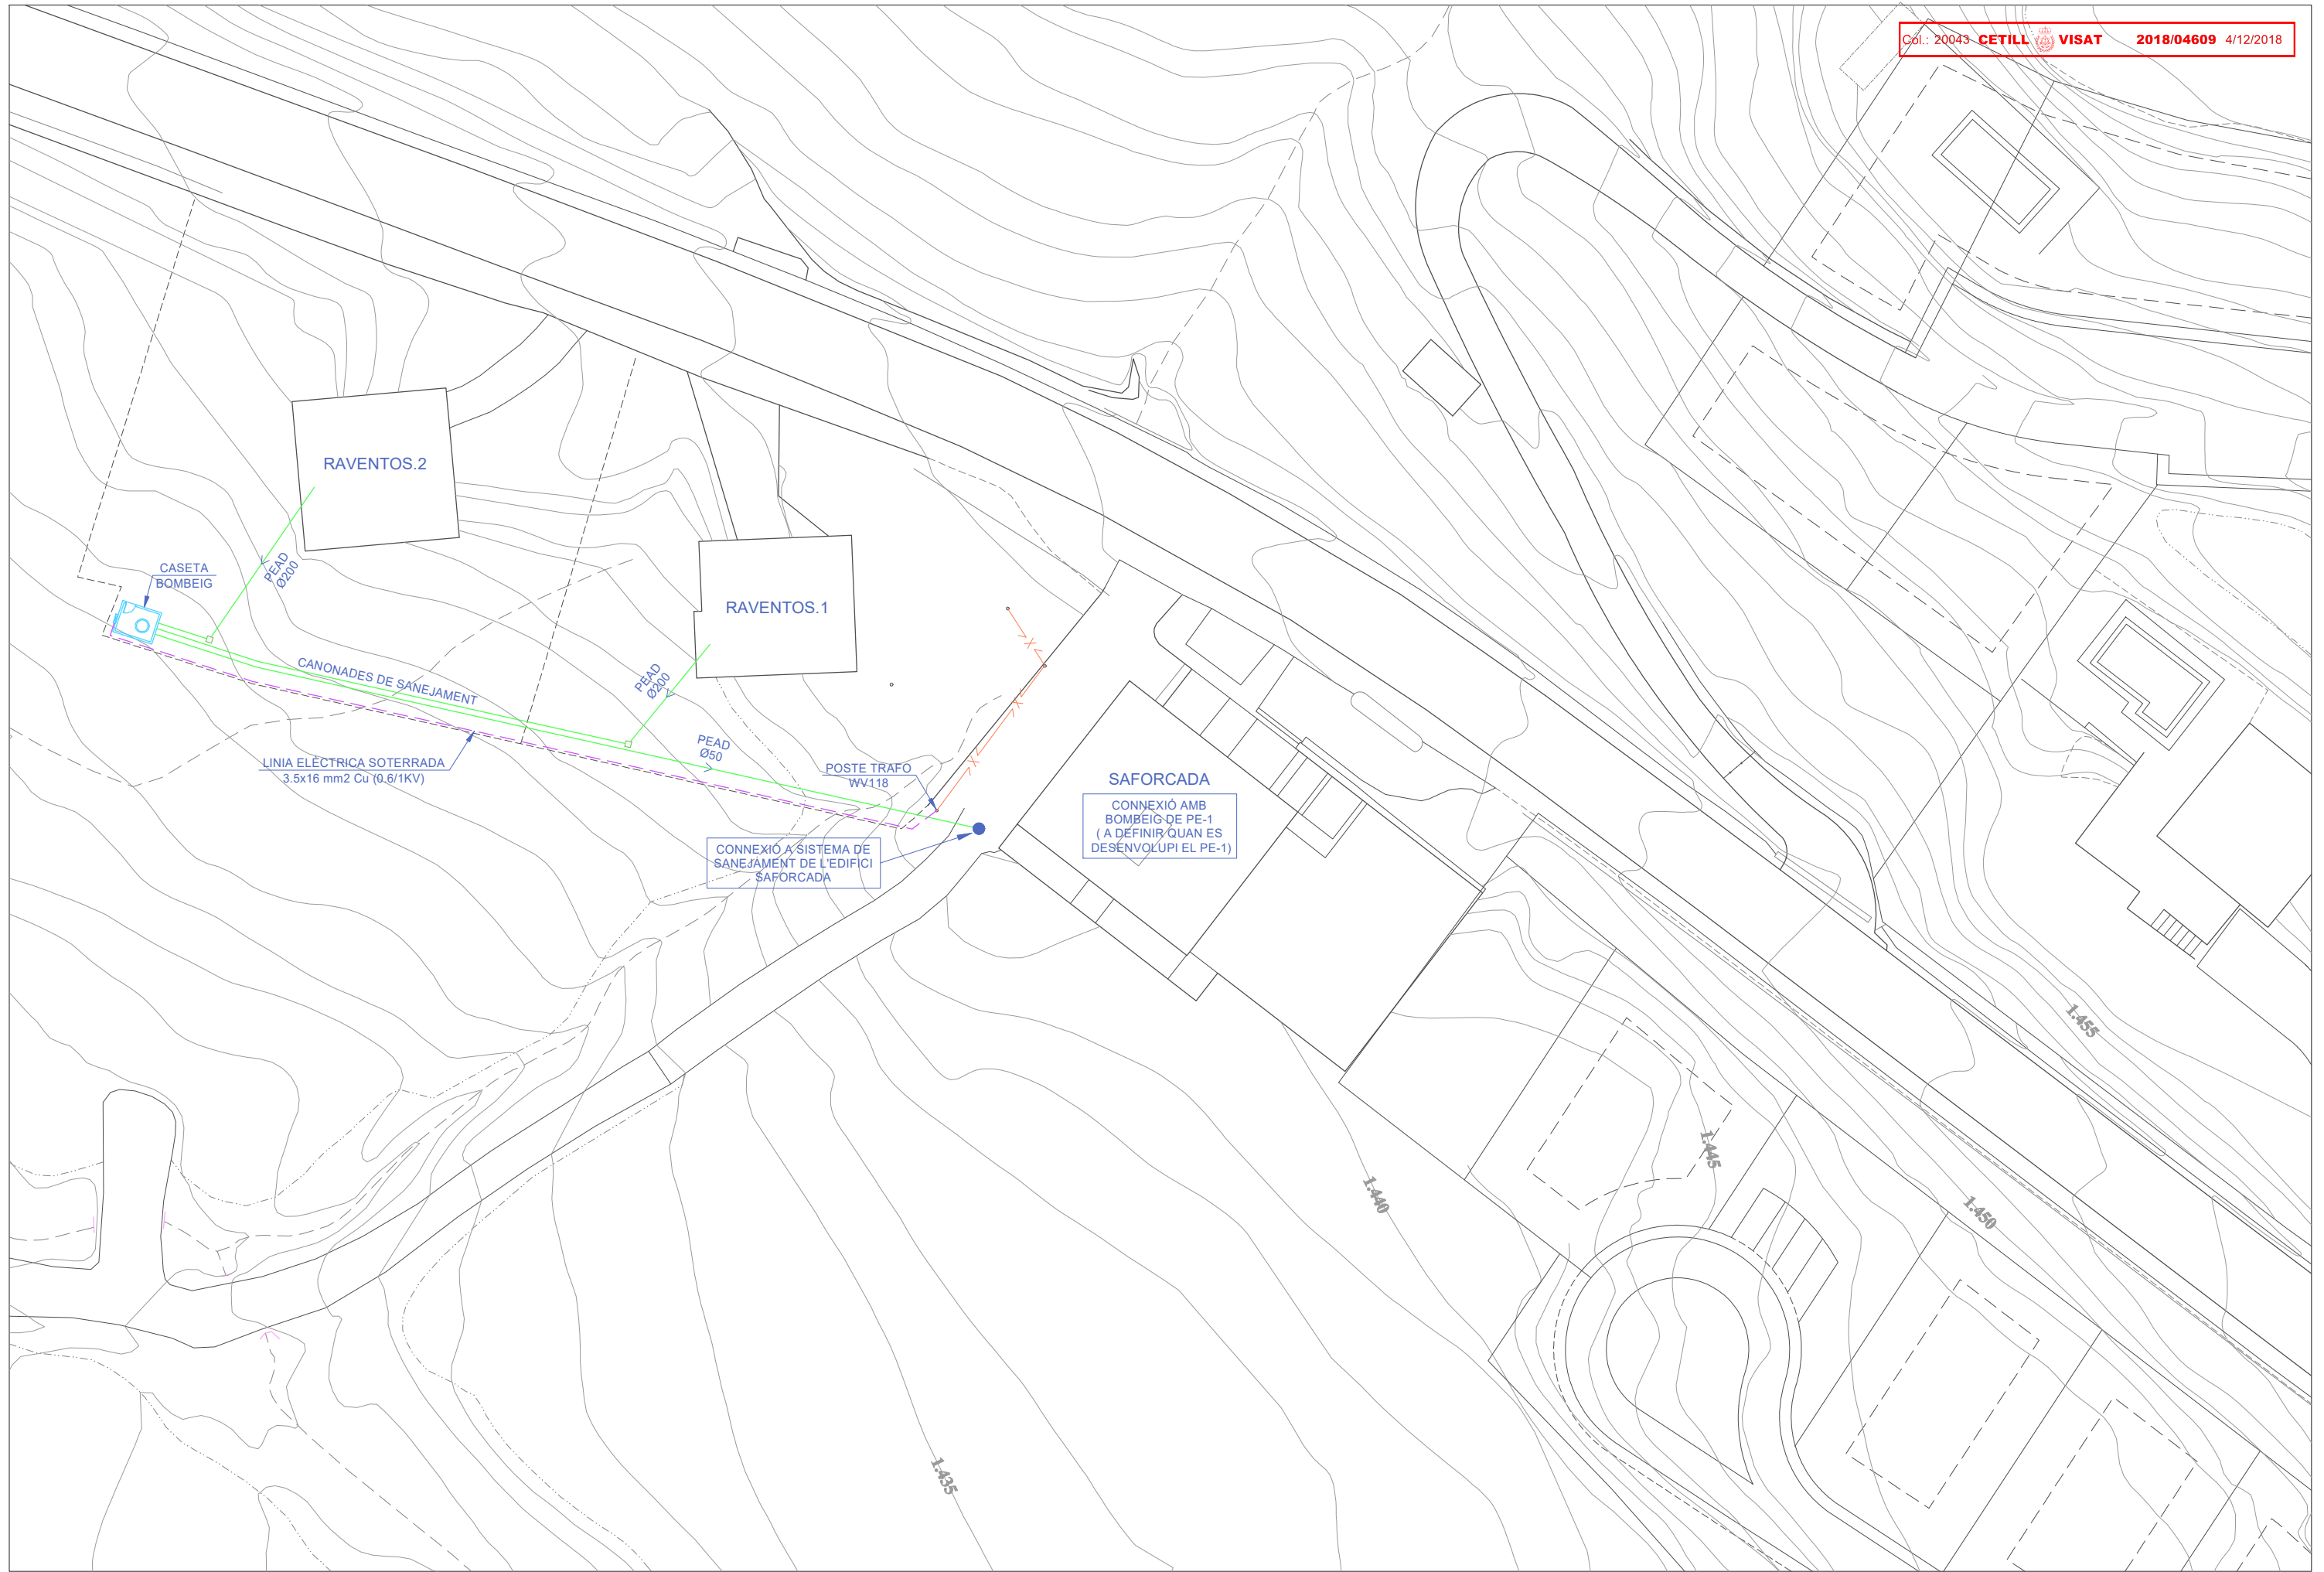 Col.: 20043 CETILL VISAT 2018/04609 4/12/2018
RAVENTOS.2
PEAD
Ø200
CASETA
BOMBEIG
RAVENTOS.1
PEAD
Ø200
CANONADES DE SANEJAMENT
PEAD
Ø50
LINIA ELÈCTRICA SOTERRADA
3.5x16 mm2 Cu (0,6/1KV)
POSTE TRAFO
WV118
SAFORCADA
CONNEXIÓ AMB
BOMBEIG DE PE-1
( A DEFINIR QUAN ES
DESENVOLUPI EL PE-1)
CONNEXIÓ A SISTEMA DE
SANEJAMENT DE L'EDIFICI
SAFORCADA
1.455
1.445
1.440
1.450
1.435